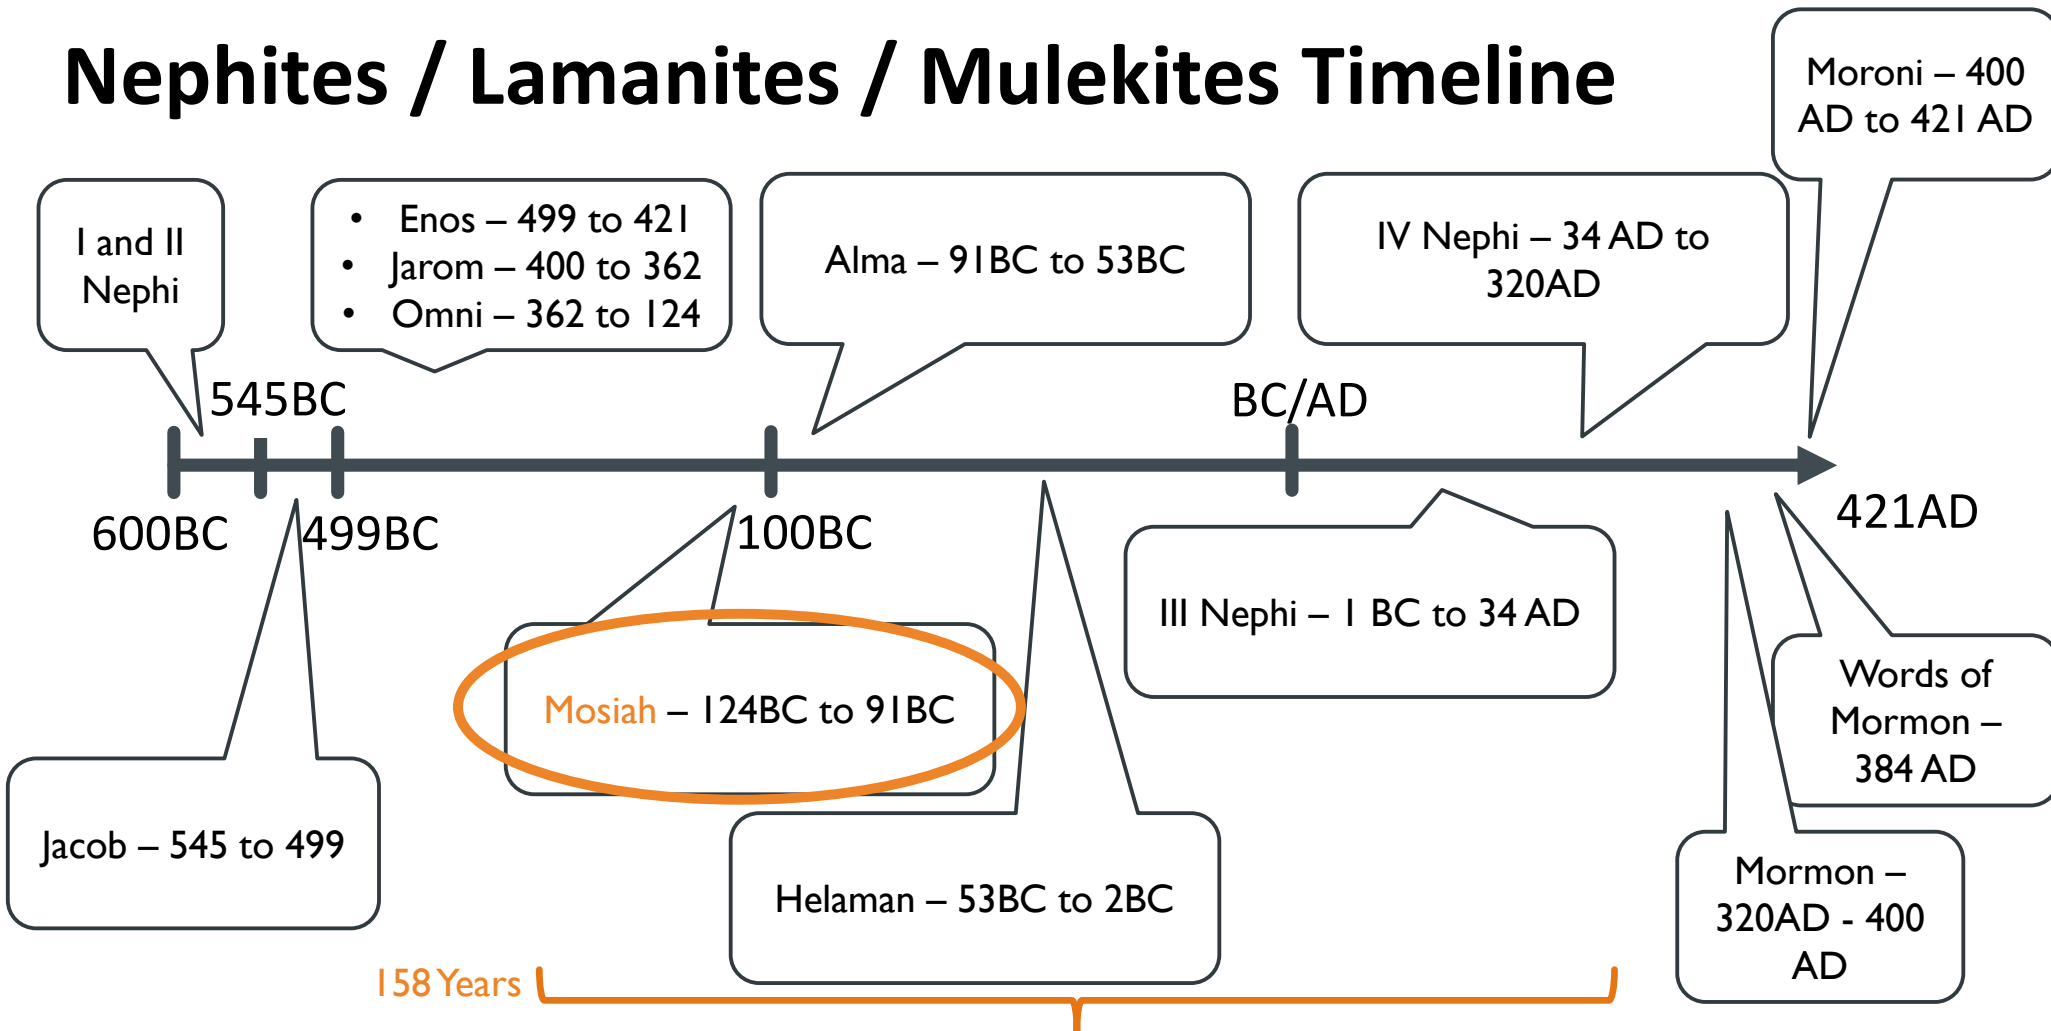 Nephites / Lamanites / Mulekites Timeline
Moroni – 400
AD to 421 AD
I and II
Nephi
• Enos – 499 to 421
• Jarom – 400 to 362
• Omni – 362 to 124
Alma – 91BC to 53BC
IV Nephi – 34 AD to
320AD
545BC
BC/AD
600BC
499BC
100BC
421AD
III Nephi – 1 BC to 34 AD
Mosiah – 124BC to 91BC
Words of
Mormon –
384 AD
Jacob – 545 to 499
Helaman – 53BC to 2BC
Mormon –
320AD - 400
AD
158 Years